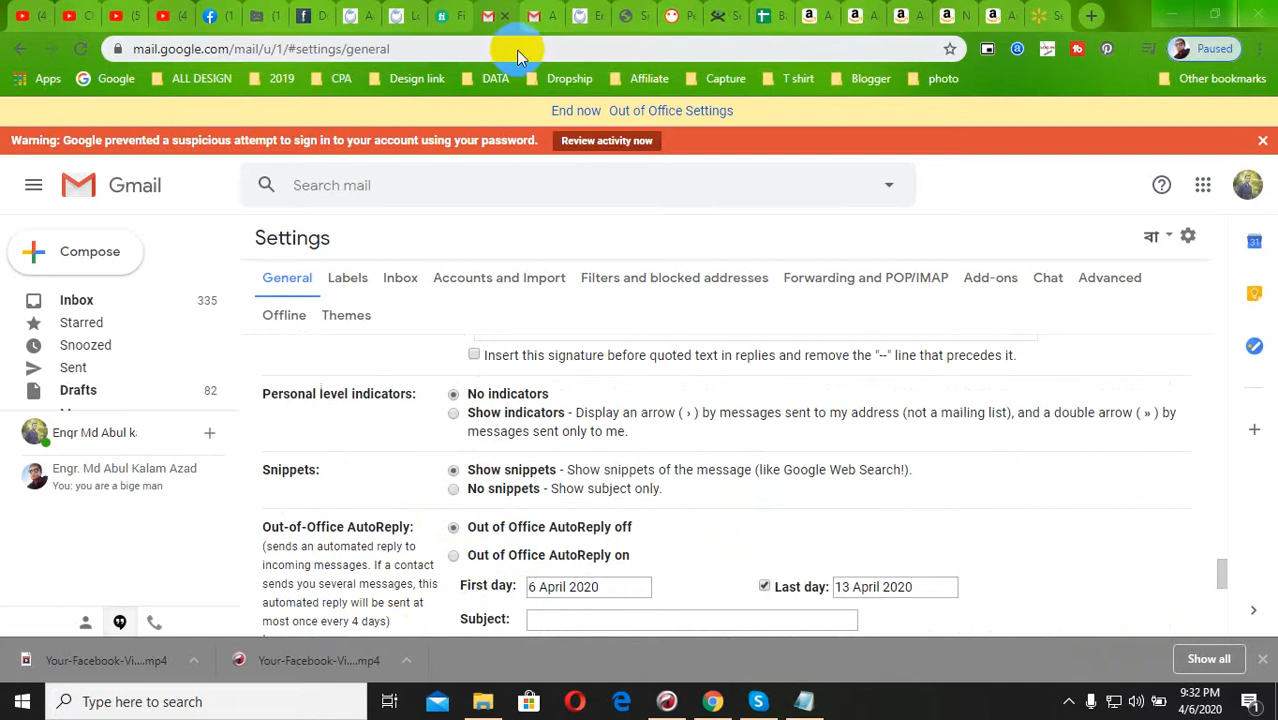 mail.google.com/mail/u/1/#settings/general
Paused
Apps
Google
ALL DESIGN
2019
CPA
Design link
DATA
Dropship
Affiliate
Capture
T shirt
Blogger
photo
Other bookmarks
End now Out of Office Settings
Warning: Google prevented a suspicious attempt to sign in to your account using your password. Review activity now
Gmail
Search mail
Compose
Settings
বা
General
Labels
Inbox
Accounts and Import
Filters and blocked addresses
Forwarding and POP/IMAP
Add-ons
Chat
Advanced
Offline
Themes
Inbox 335
Starred
Snoozed
Sent
Drafts 82
Engr Md Abul k
Engr. Md Abul Kalam Azad
You: you are a bige man
Insert this signature before quoted text in replies and remove the "--" line that precedes it.
Personal level indicators:
No indicators
Show indicators - Display an arrow ( › ) by messages sent to my address (not a mailing list), and a double arrow ( » ) by
messages sent only to me.
Snippets:
Show snippets - Show snippets of the message (like Google Web Search!).
No snippets - Show subject only.
Out-of-Office AutoReply:
(sends an automated reply to
incoming messages. If a contact
sends you several messages, this
automated reply will be sent at
most once every 4 days)
Out of Office AutoReply off
Out of Office AutoReply on
First day: 6 April 2020
Last day: 13 April 2020
Subject:
Your-Facebook-Vi....mp4
Your-Facebook-Vi....mp4
Show all
Type here to search
9:32 PM
4/6/2020